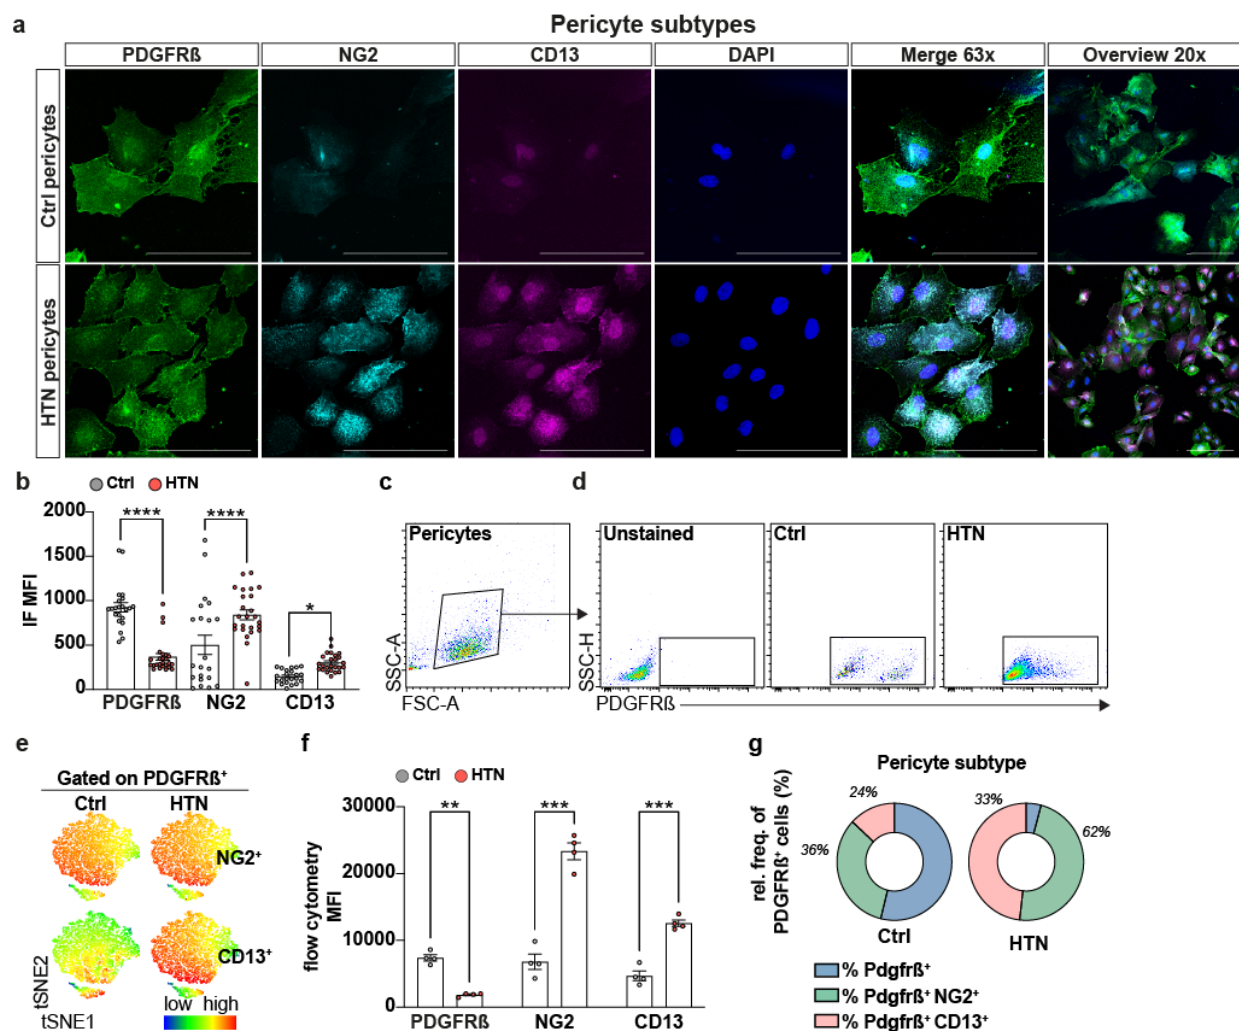 a
Pericyte subtypes
PDGFRß NG2 CD13 DAPI Merge 63x Overview 20x
Ctrl pericytes
HTN pericytes
b
Ctrl HTN
IF MFI
2000
1500
1000
500
0
**** **** *
PDGFRß NG2 CD13
c
Pericytes
SSC-A
FSC-A
d
Unstained Ctrl HTN
SSC-H
PDGFRß
e
Gated on PDGFRß⁺
Ctrl HTN
NG2⁺
CD13⁺
tSNE2
low high
tSNE1
f
Ctrl HTN
flow cytometry
MFI
30000
20000
10000
0
** *** ***
PDGFRß NG2 CD13
g
Pericyte subtype
rel. freq. of
PDGFRß⁺ cells (%)
24% 33%
36% 62%
Ctrl HTN
% Pdgfrß⁺
% Pdgfrß⁺ NG2⁺
% Pdgfrß⁺ CD13⁺